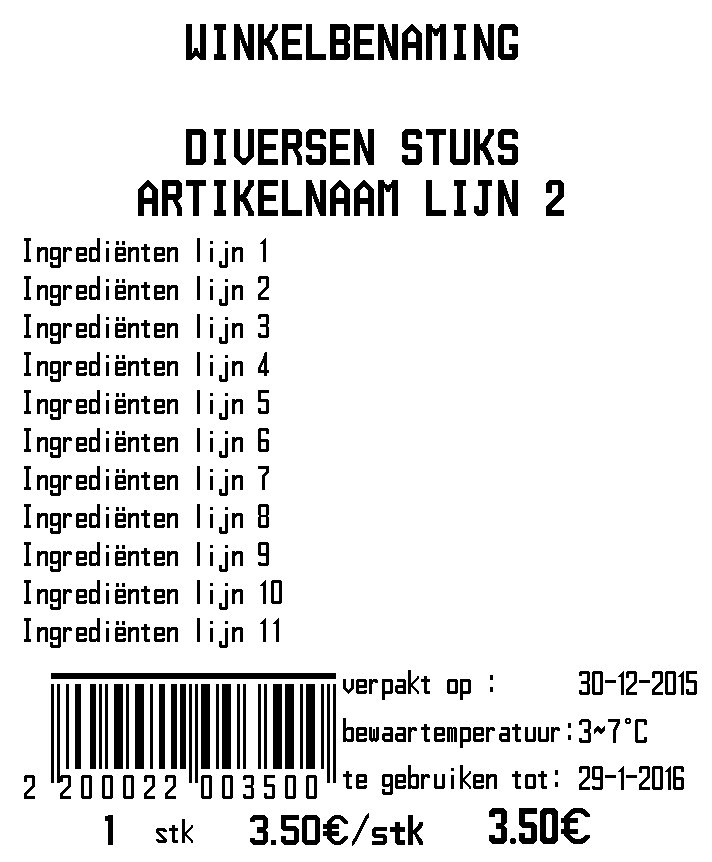 WINKELBENAMING
DIVERSEN STUKS
ARTIKELNAAM LIJN 2
Ingrediënten lijn 1
Ingrediënten lijn 2
Ingrediënten lijn 3
Ingrediënten lijn 4
Ingrediënten lijn 5
Ingrediënten lijn 6
Ingrediënten lijn 7
Ingrediënten lijn 8
Ingrediënten lijn 9
Ingrediënten lijn 10
Ingrediënten lijn 11
verpakt op : 30-12-2015
bewaartemperatuur:3~7°C
te gebruiken tot: 29-1-2016
2 200022 003500
1 stk 3.50€/stk 3.50€